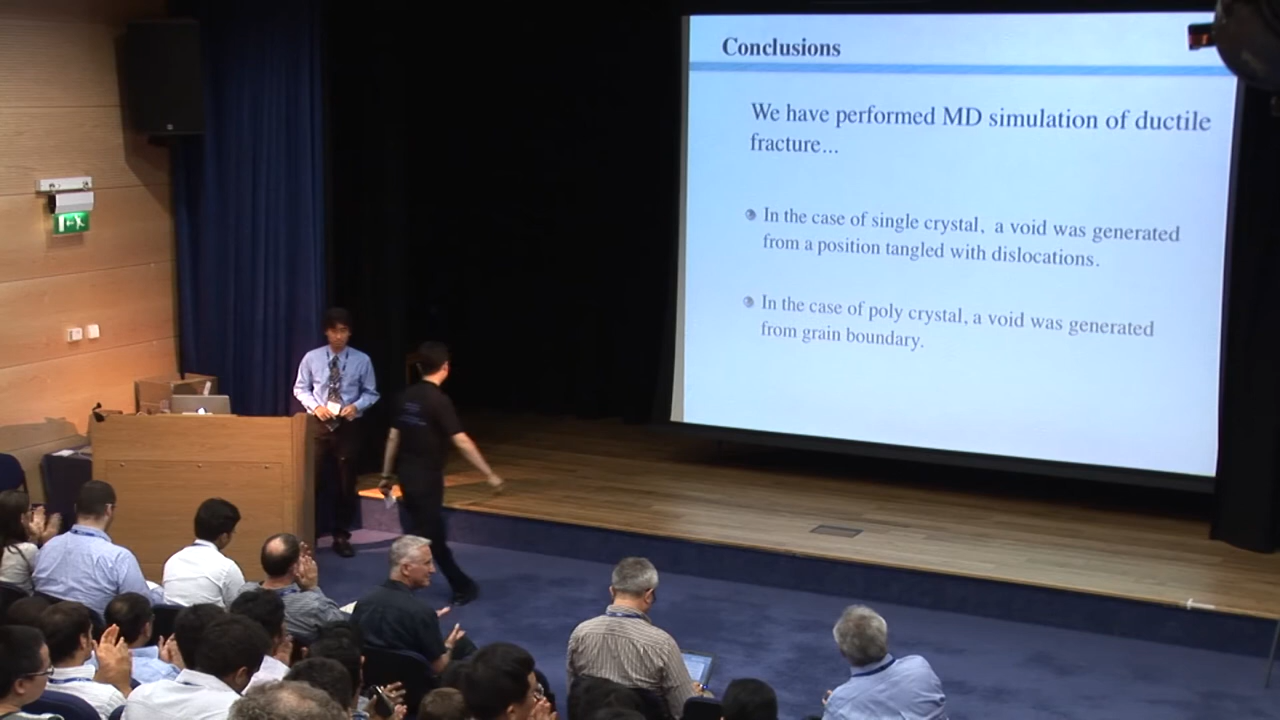 Conclusions
We have performed MD simulation of ductile
fracture...
In the case of single crystal, a void was generated
from a position tangled with dislocations.
In the case of poly crystal, a void was generated
from grain boundary.